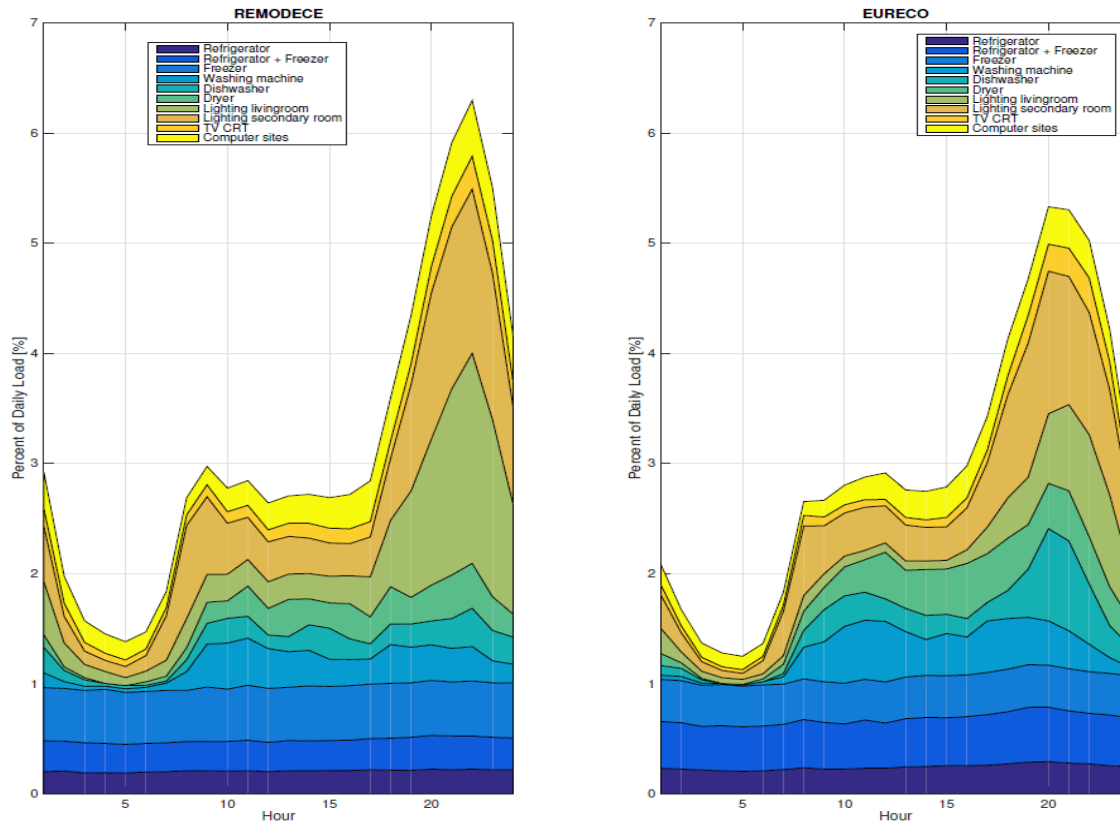 REMODECE
7
6
5
4
3
2
1
0
Percent of Daily Load [%]
Refrigerator
Refrigerator + Freezer
Freezer
Washing machine
Dishwasher
Dryer
Lighting livingroom
Lighting secondary room
TV CRT
Computer sites
5 10 15 20
Hour
EURECO
7
6
5
4
3
2
1
0
Percent of Daily Load [%]
Refrigerator
Refrigerator + Freezer
Freezer
Washing machine
Dishwasher
Dryer
Lighting livingroom
Lighting secondary room
TV CRT
Computer sites
5 10 15 20
Hour